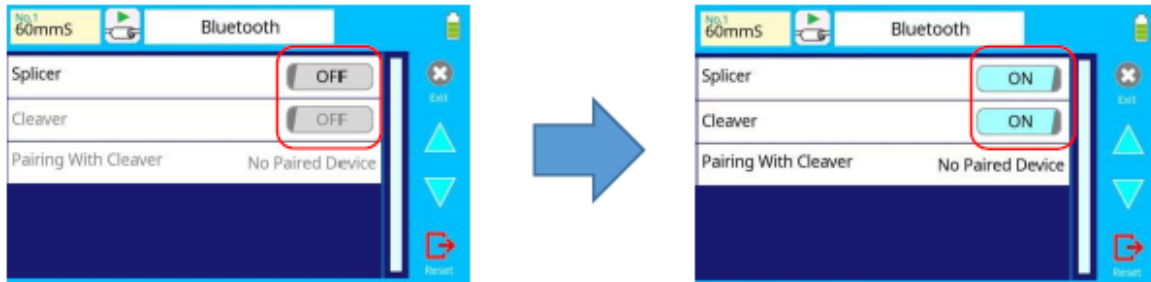 No.1
60mmS
Bluetooth
Splicer OFF
Exit
Cleaver OFF
Pairing With Cleaver No Paired Device
Reset
No.1
60mmS
Bluetooth
Splicer ON
Exit
Cleaver ON
Pairing With Cleaver No Paired Device
Reset